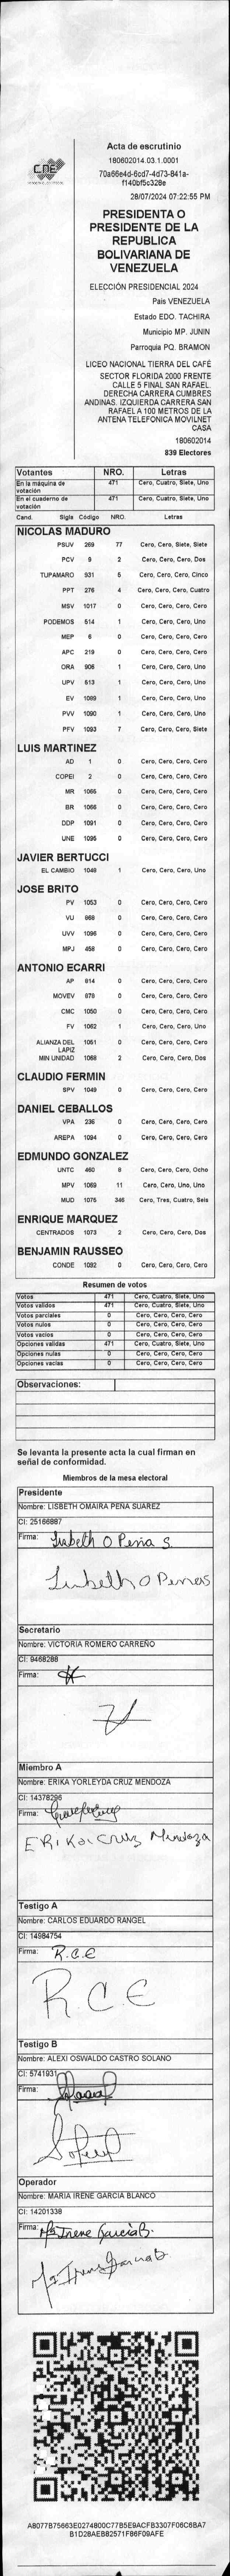 CNE
Acta de escrutinio
180602014.03.1.0001
70a66e4d-6cd7-4d73-841a-
f140bf5c328e
28/07/2024 07:22:55 PM
PRESIDENTA O
PRESIDENTE DE LA
REPUBLICA
BOLIVARIANA DE
VENEZUELA
ELECCIÓN PRESIDENCIAL 2024
Pais VENEZUELA
Estado EDO. TACHIRA
Municipio MP. JUNIN
Parroquia PQ. BRAMON
LICEO NACIONAL TIERRA DEL CAFÉ
SECTOR FLORIDA 2000 FRENTE
CALLE 5 FINAL SAN RAFAEL.
DERECHA CARRERA CUMBRES
ANDINAS. IZQUIERDA CARRERA SAN
RAFAEL A 100 METROS DE LA
ANTENA TELEFONICA MOVILNET
CASA
180602014
839 Electores
Votantes NRO. Letras
En la máquina de votación 471 Cero, Cuatro, Siete, Uno
En el cuaderno de votación 471 Cero, Cuatro, Siete, Uno
Cand. Sigla Código NRO. Letras
NICOLAS MADURO
PSUV 269 77 Cero, Cero, Siete, Siete
PCV 9 2 Cero, Cero, Cero, Dos
TUPAMARO 931 5 Cero, Cero, Cero, Cinco
PPT 276 4 Cero, Cero, Cero, Cuatro
MSV 1017 0 Cero, Cero, Cero, Cero
PODEMOS 514 1 Cero, Cero, Cero, Uno
MEP 6 0 Cero, Cero, Cero, Cero
APC 219 0 Cero, Cero, Cero, Cero
ORA 906 1 Cero, Cero, Cero, Uno
UPV 513 1 Cero, Cero, Cero, Uno
EV 1089 1 Cero, Cero, Cero, Uno
PVV 1090 1 Cero, Cero, Cero, Uno
PFV 1093 7 Cero, Cero, Cero, Siete
LUIS MARTINEZ
AD 1 0 Cero, Cero, Cero, Cero
COPEI 2 0 Cero, Cero, Cero, Cero
MR 1065 0 Cero, Cero, Cero, Cero
BR 1066 0 Cero, Cero, Cero, Cero
DDP 1091 0 Cero, Cero, Cero, Cero
UNE 1095 0 Cero, Cero, Cero, Cero
JAVIER BERTUCCI
EL CAMBIO 1048 1 Cero, Cero, Cero, Uno
JOSE BRITO
PV 1053 0 Cero, Cero, Cero, Cero
VU 868 0 Cero, Cero, Cero, Cero
UVV 1096 0 Cero, Cero, Cero, Cero
MPJ 458 0 Cero, Cero, Cero, Cero
ANTONIO ECARRI
AP 814 0 Cero, Cero, Cero, Cero
MOVEV 979 0 Cero, Cero, Cero, Cero
CMC 1050 0 Cero, Cero, Cero, Cero
FV 1062 1 Cero, Cero, Cero, Uno
ALIANZA DEL LAPIZ 1051 0 Cero, Cero, Cero, Cero
MIN UNIDAD 1068 2 Cero, Cero, Cero, Dos
CLAUDIO FERMIN
SPV 1049 0 Cero, Cero, Cero, Cero
DANIEL CEBALLOS
VPA 236 0 Cero, Cero, Cero, Cero
AREPA 1094 0 Cero, Cero, Cero, Cero
EDMUNDO GONZALEZ
UNTC 460 8 Cero, Cero, Cero, Ocho
MPV 1069 11 Cero, Cero, Uno, Uno
MUD 1075 346 Cero, Tres, Cuatro, Seis
ENRIQUE MARQUEZ
CENTRADOS 1073 2 Cero, Cero, Cero, Dos
BENJAMIN RAUSSEO
CONDE 1092 0 Cero, Cero, Cero, Cero
Resumen de votos
Votos 471 Cero, Cuatro, Siete, Uno
Votos validos 471 Cero, Cuatro, Siete, Uno
Votos parciales 0 Cero, Cero, Cero, Cero
Votos nulos 0 Cero, Cero, Cero, Cero
Votos vacios 0 Cero, Cero, Cero, Cero
Opciones validas 471 Cero, Cuatro, Siete, Uno
Opciones nulas 0 Cero, Cero, Cero, Cero
Opciones vacias 0 Cero, Cero, Cero, Cero
Observaciones:
Se levanta la presente acta la cual firman en
señal de conformidad.
Miembros de la mesa electoral
Presidente
Nombre: LISBETH OMAIRA PENA SUAREZ
CI: 25166887
Firma: Lisbeth O Pena S.
Lisbeth O Pena S
Secretario
Nombre: VICTORIA ROMERO CARREÑO
CI: 9468288
Firma:
Miembro A
Nombre: ERIKA YORLEYDA CRUZ MENDOZA
CI: 14378296
Firma:
ERIKA CRUZ Mendoza
Testigo A
Nombre: CARLOS EDUARDO RANGEL
CI: 14984754
Firma: R.C.E
R.C.E
Testigo B
Nombre: ALEXI OSWALDO CASTRO SOLANO
CI: 5741931
Firma:
Operador
Nombre: MARIA IRENE GARCIA BLANCO
CI: 14201338
Firma: Ma Irene García B.
Ma Irene García B
A8077B75663E0274800C77B5E9ACFB3307F06C6BA7
B1D28AEB82571F86F09AFE